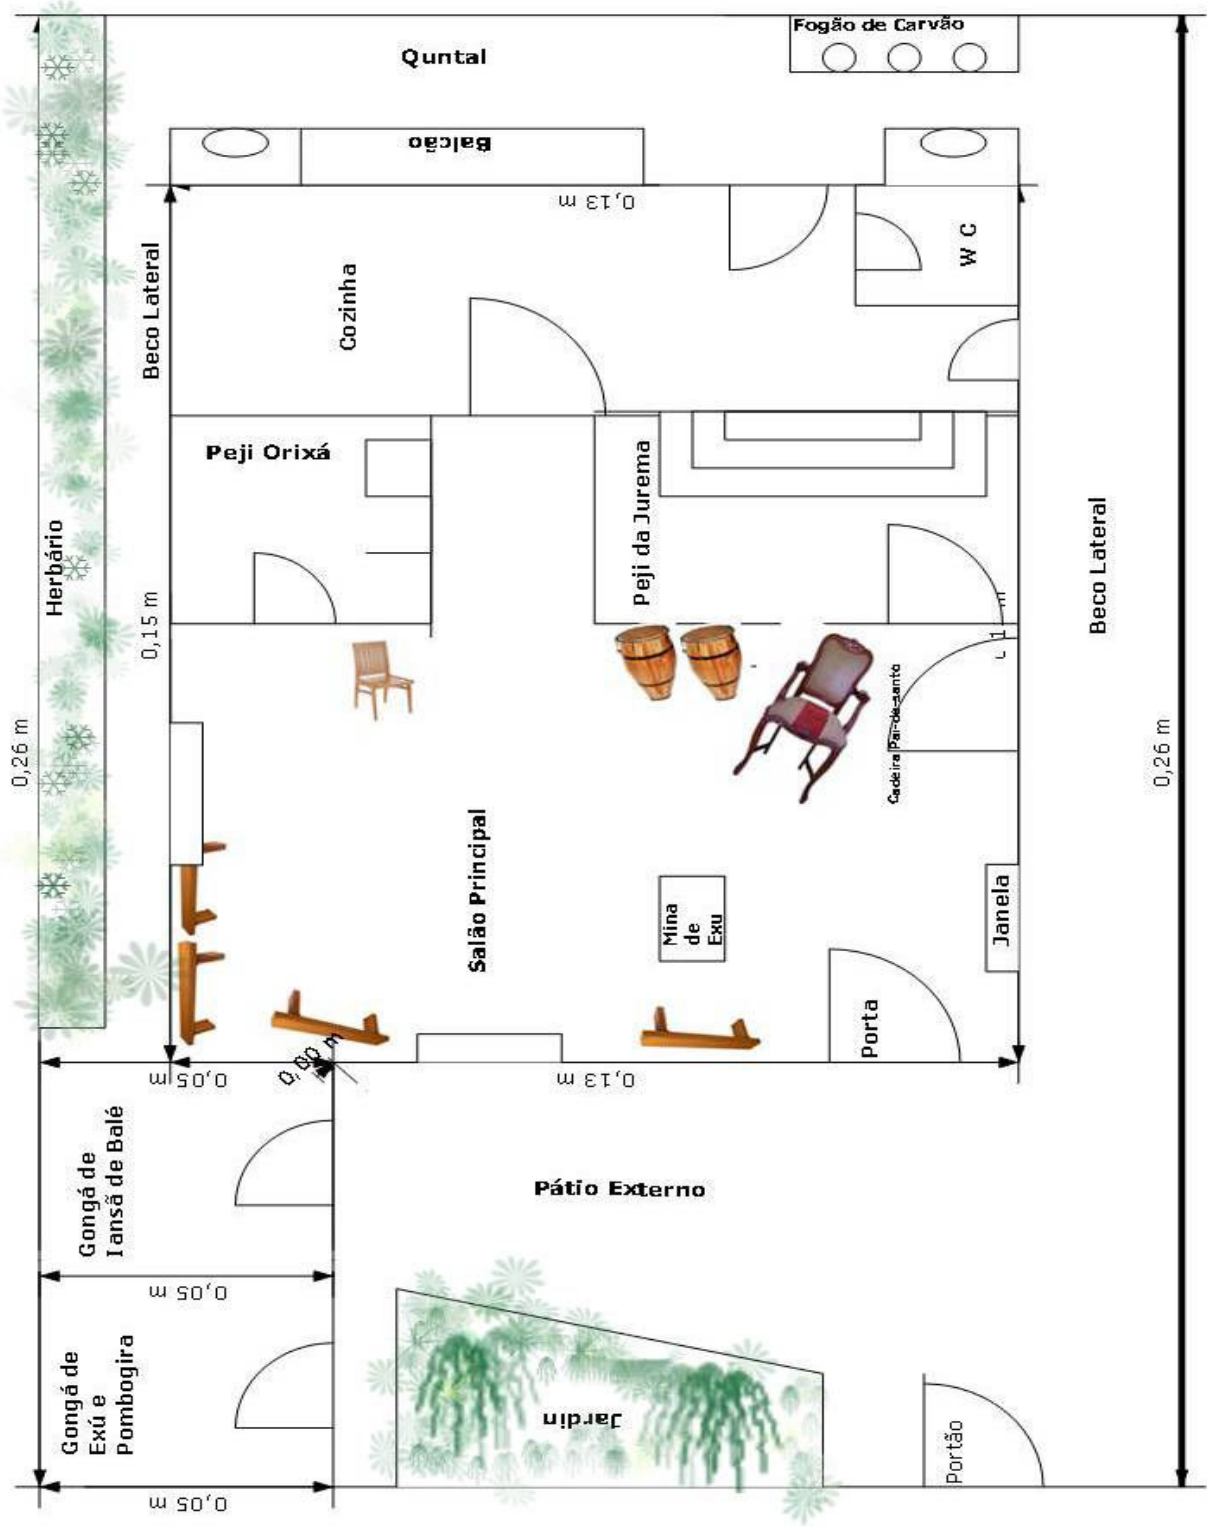 Fogão de Carvão
Quntal
Balcão
0,13 m
Beco Lateral
Cozinha
W C
Peji Orixá
Peji da Jurema
Herbário
0,15 m
Beco Lateral
0,26 m
0,26 m
Cadeira Pai-de-santo
Salão Principal
Mina
de
Exu
Janela
Porta
0,05 m
0,00 m
0,13 m
Gongá de
Iansã de Balé
Pátio Externo
0,05 m
Gongá de
Exú e
Pombogira
Jardin
Portão
0,05 m